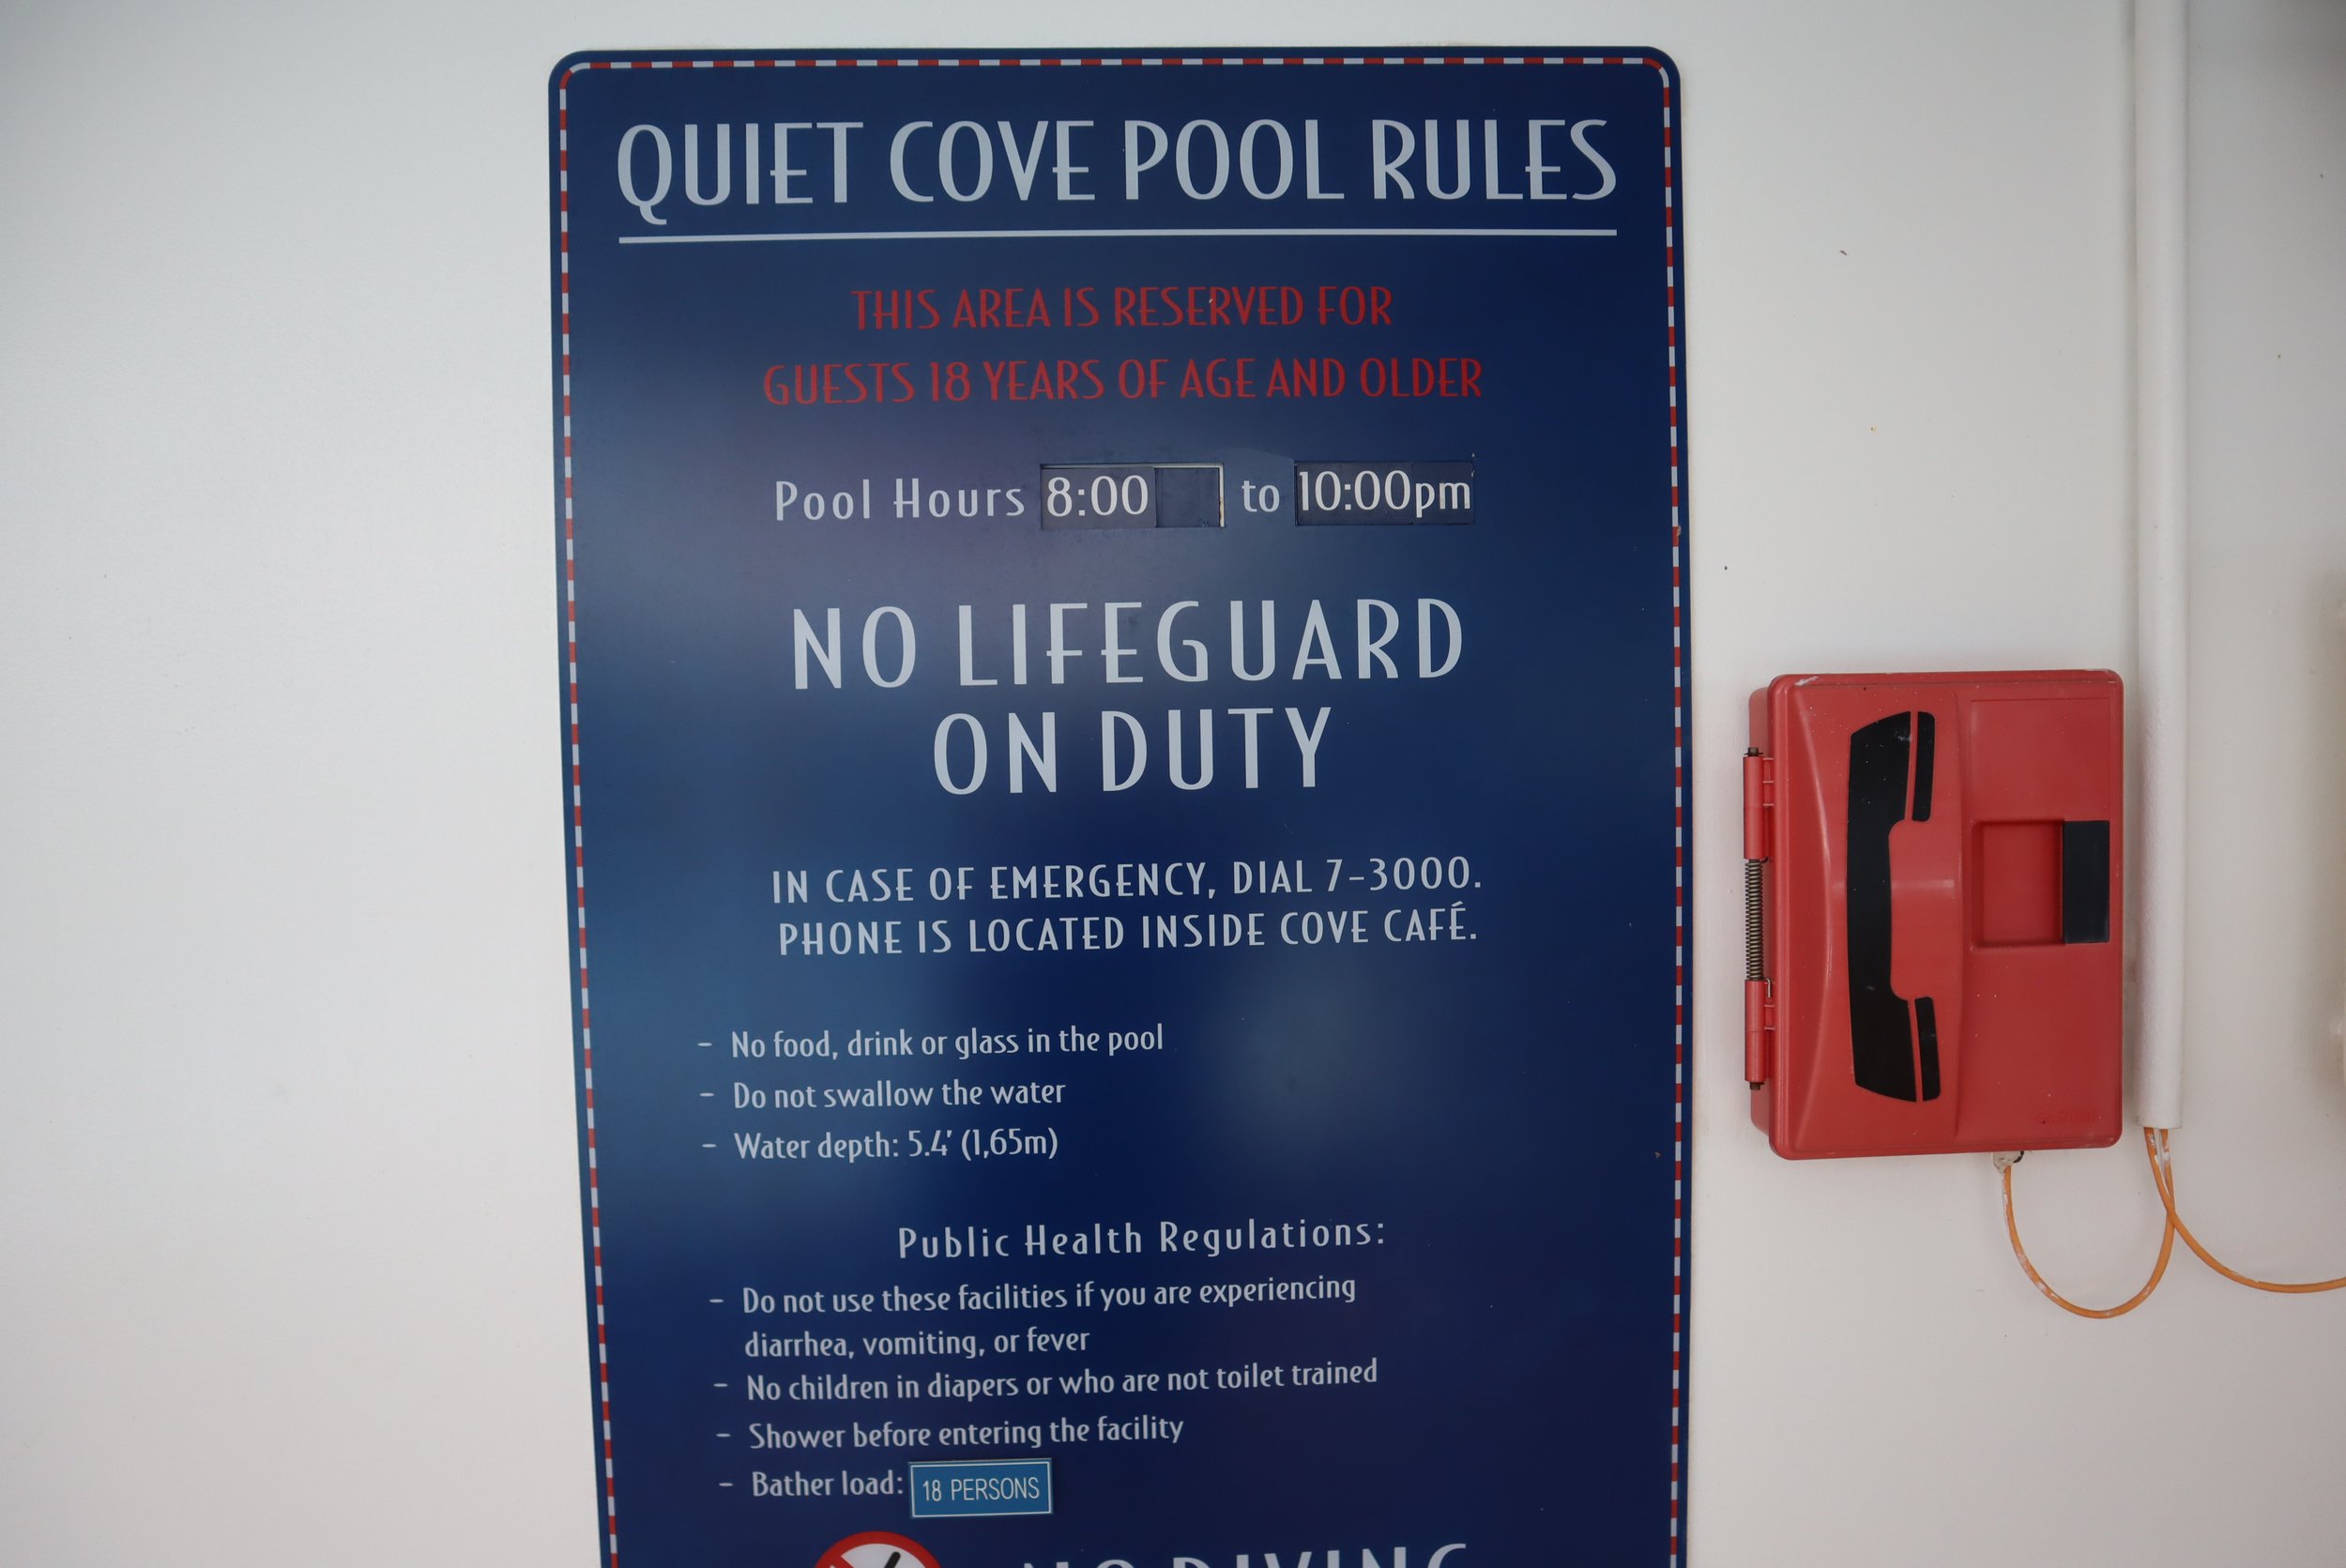 QUIET COVE POOL RULES
THIS AREA IS RESERVED FOR
GUESTS 18 YEARS OF AGE AND OLDER
Pool Hours 8:00 to 10:00pm
NO LIFEGUARD
ON DUTY
IN CASE OF EMERGENCY, DIAL 7-3000.
PHONE IS LOCATED INSIDE COVE CAFÉ.
- No food, drink or glass in the pool
- Do not swallow the water
- Water depth: 5.4' (1,65m)
Public Health Regulations:
- Do not use these facilities if you are experiencing
diarrhea, vomiting, or fever
- No children in diapers or who are not toilet trained
- Shower before entering the facility
- Bather load: 18 PERSONS
NO DIVING